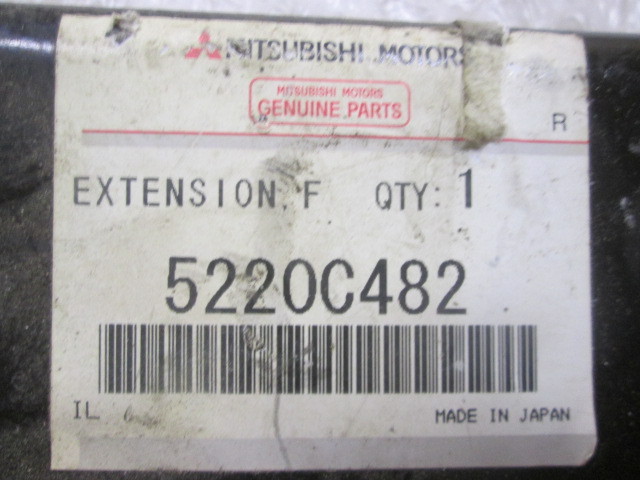 MITSUBISHI MOTORS
MITSUBISHI MOTORS
GENUINE PARTS
R
EXTENSION, F QTY: 1
5220C482
IL
MADE IN JAPAN